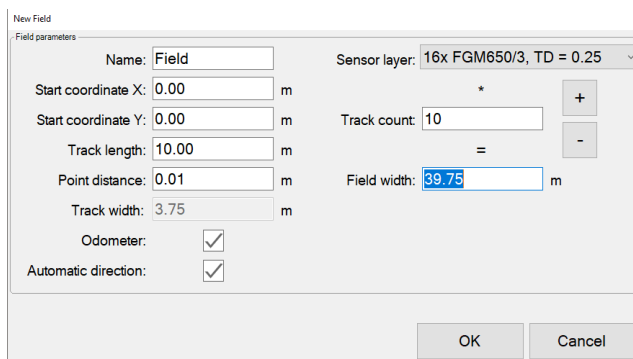 New Field
Field parameters
Name: Field
Sensor layer: 16x FGM650/3, TD = 0.25
Start coordinate X: 0.00 m
*
+
Start coordinate Y: 0.00 m
Track count: 10
-
Track length: 10.00 m
=
Point distance: 0.01 m
Field width: 39.75 m
Track width: 3.75 m
Odometer:
Automatic direction:
OK
Cancel